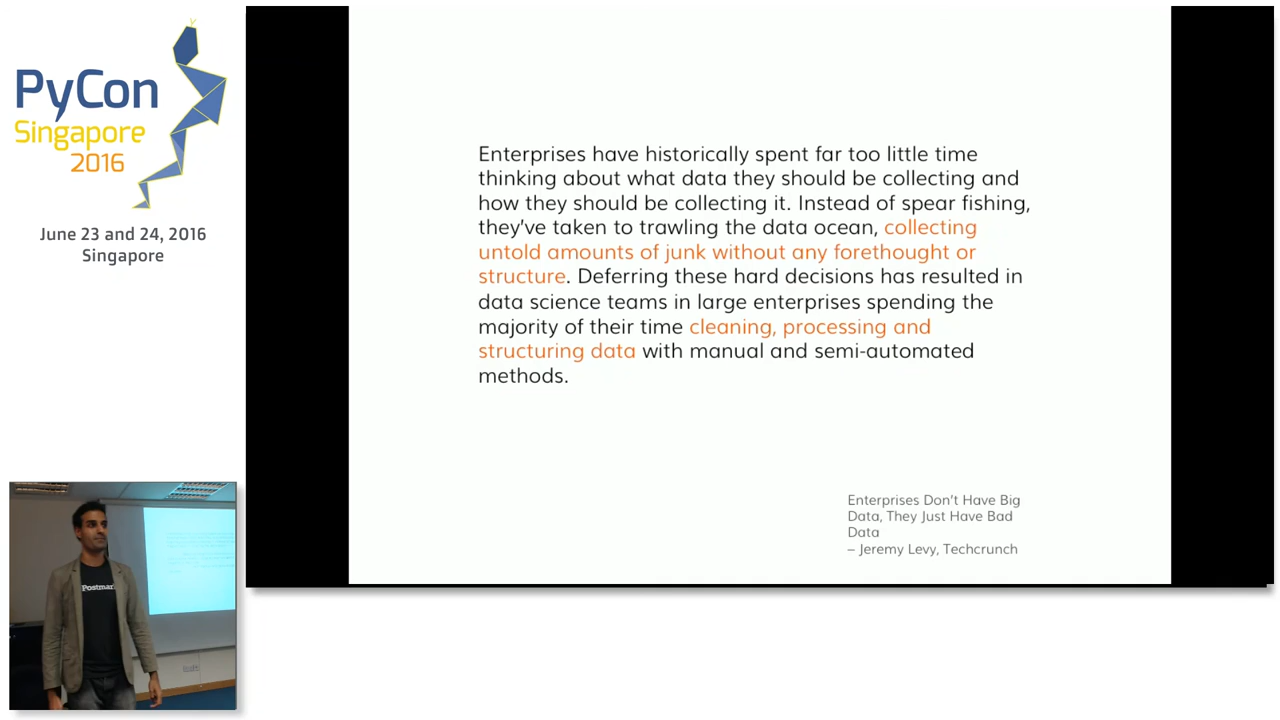 PyCon
Singapore
2016
June 23 and 24, 2016
Singapore
Enterprises have historically spent far too little time
thinking about what data they should be collecting and
how they should be collecting it. Instead of spear fishing,
they've taken to trawling the data ocean, collecting
untold amounts of junk without any forethought or
structure. Deferring these hard decisions has resulted in
data science teams in large enterprises spending the
majority of their time cleaning, processing and
structuring data with manual and semi-automated
methods.
Enterprises Don't Have Big
Data, They Just Have Bad
Data
– Jeremy Levy, Techcrunch